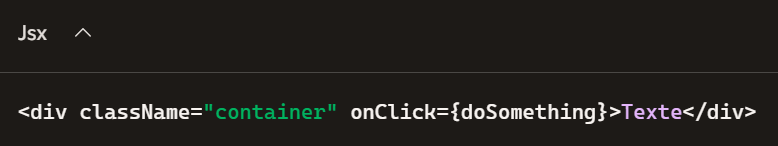 Jsx
<div className="container" onClick={doSomething}>Texte</div>